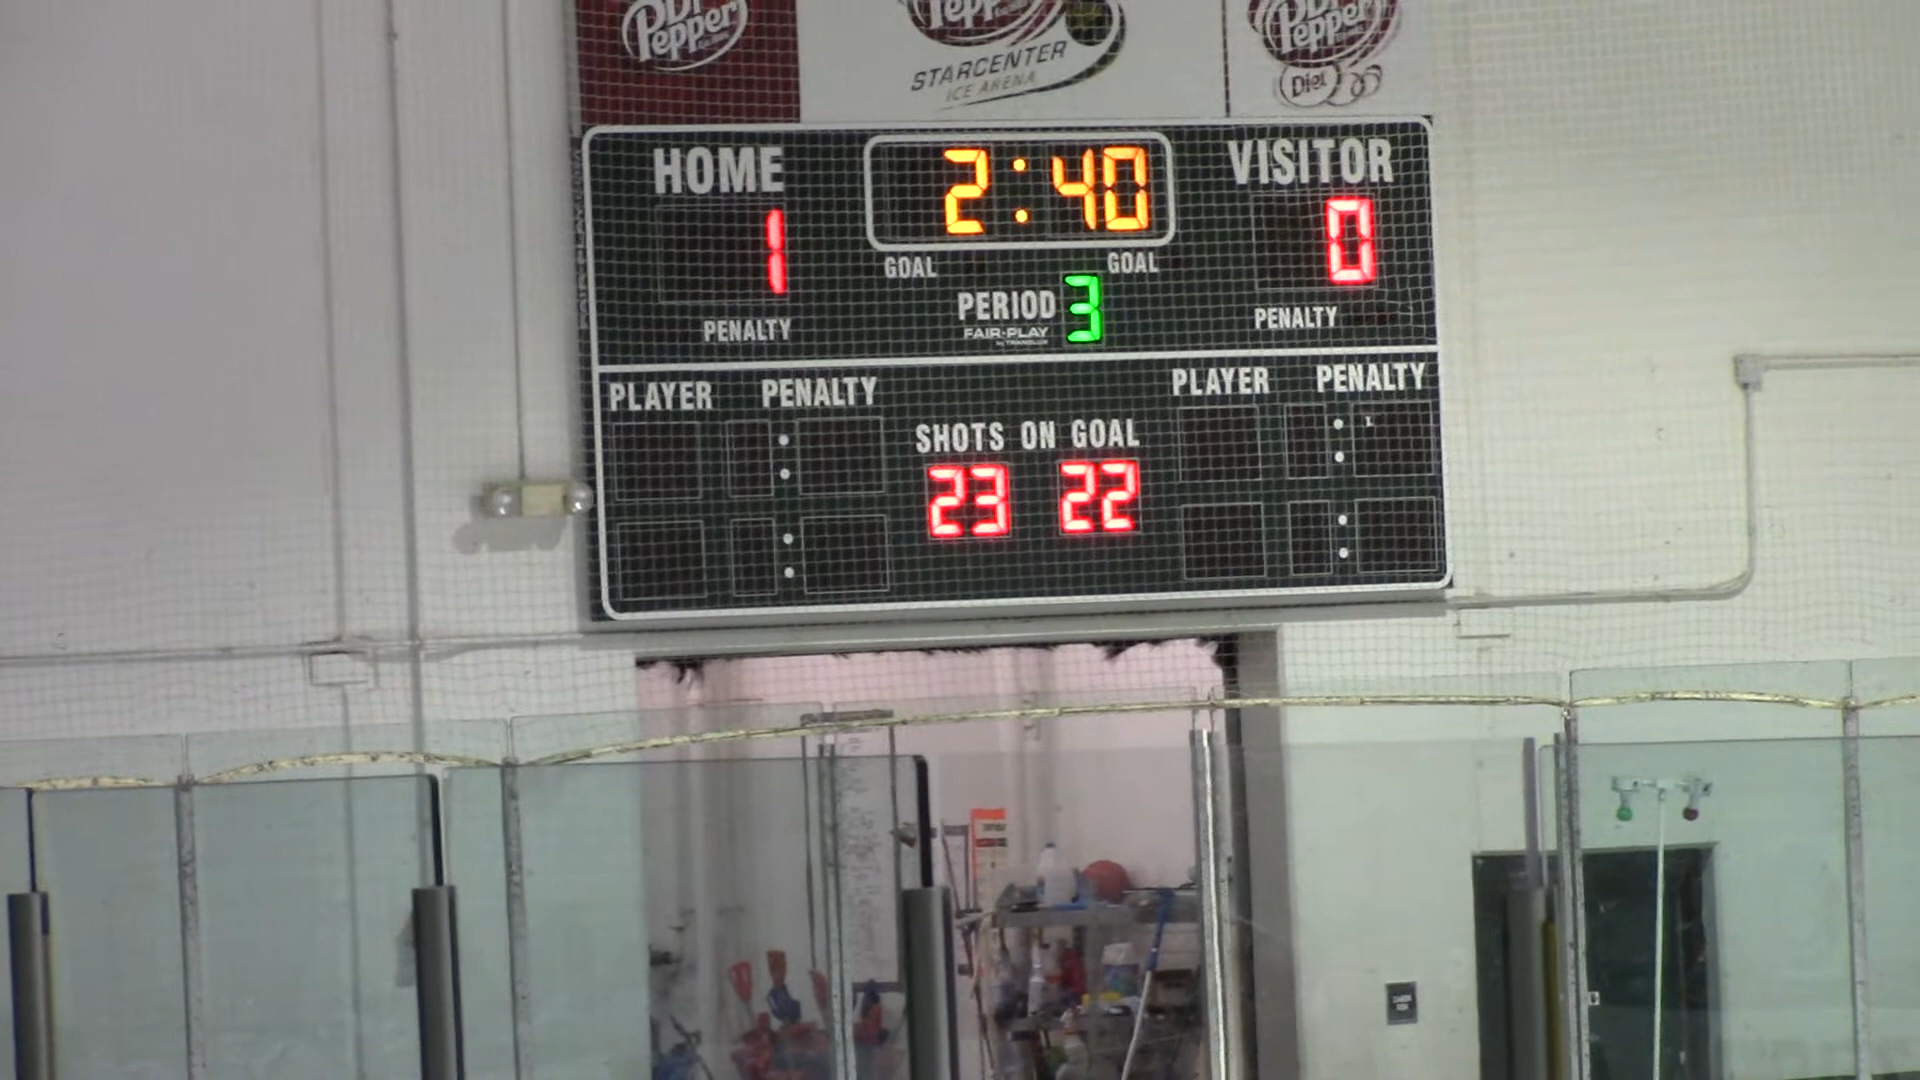 Dr Pepper
Pepper
STARCENTER
ICE ARENA
Dr Pepper
Diet
HOME
2:40
VISITOR
1
0
GOAL
GOAL
PERIOD 3
FAIR-PLAY
PENALTY
PENALTY
PLAYER PENALTY
PLAYER PENALTY
SHOTS ON GOAL
23 22